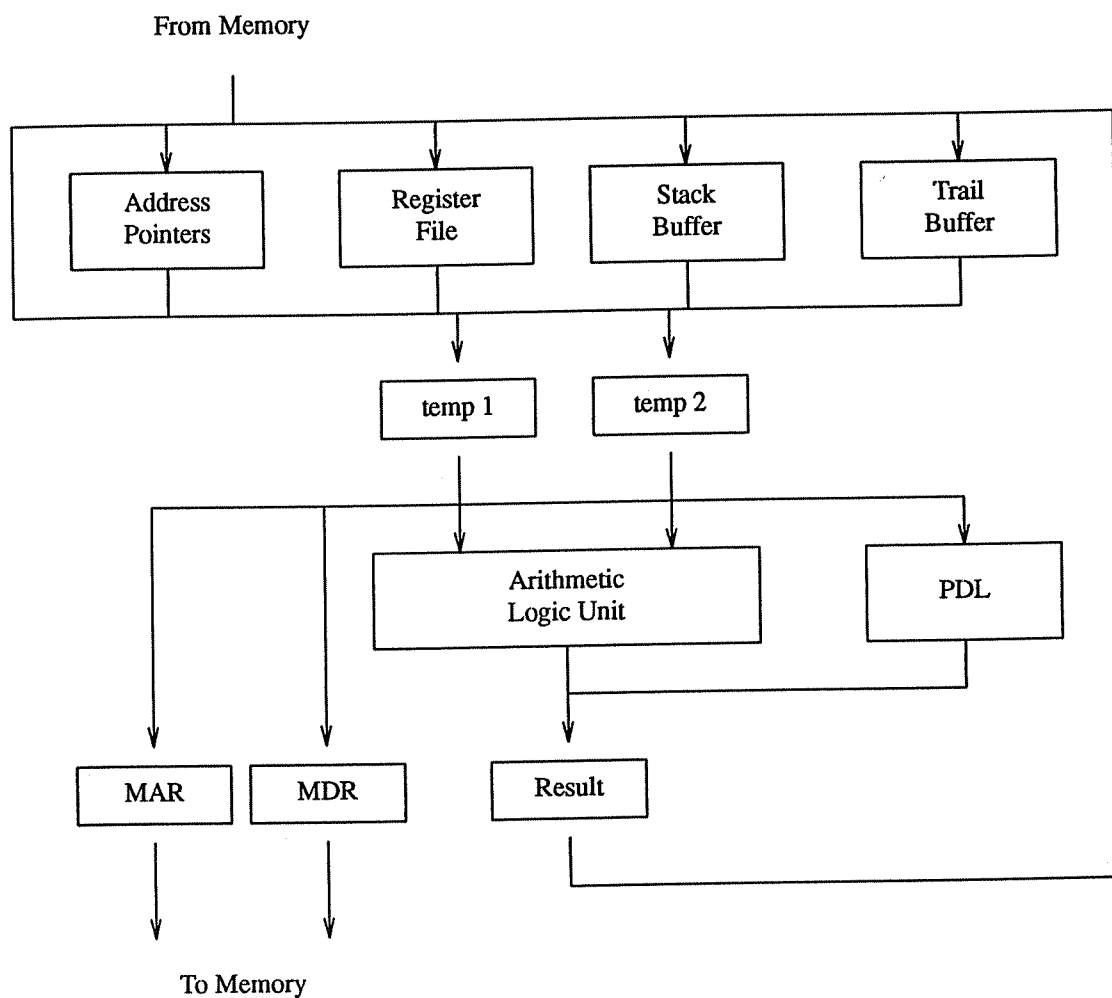 From Memory
Address
Pointers
Register
File
Stack
Buffer
Trail
Buffer
temp 1
temp 2
Arithmetic
Logic Unit
PDL
MAR
MDR
Result
To Memory